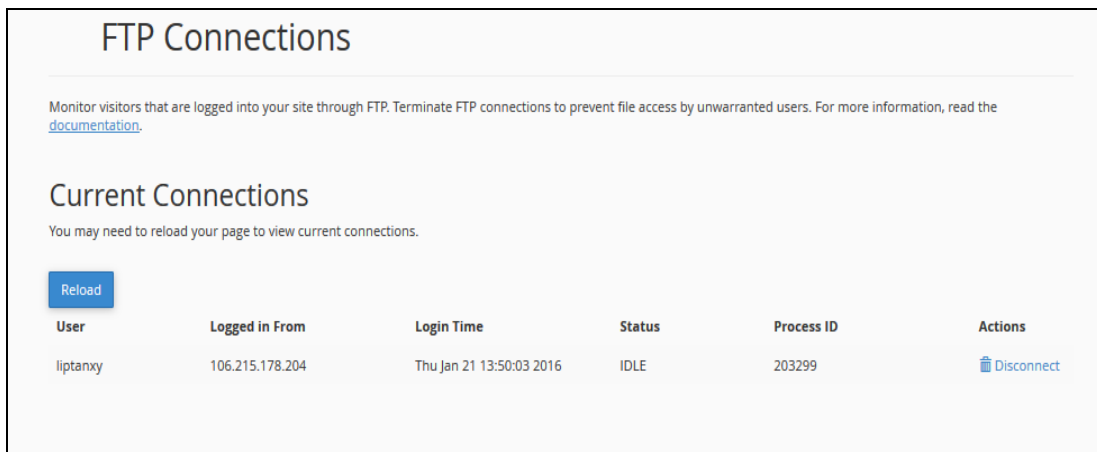 FTP Connections
Monitor visitors that are logged into your site through FTP. Terminate FTP connections to prevent file access by unwarranted users. For more information, read the
documentation.
Current Connections
You may need to reload your page to view current connections.
Reload
User Logged in From Login Time Status Process ID Actions
liptanxy 106.215.178.204 Thu Jan 21 13:50:03 2016 IDLE 203299 Disconnect